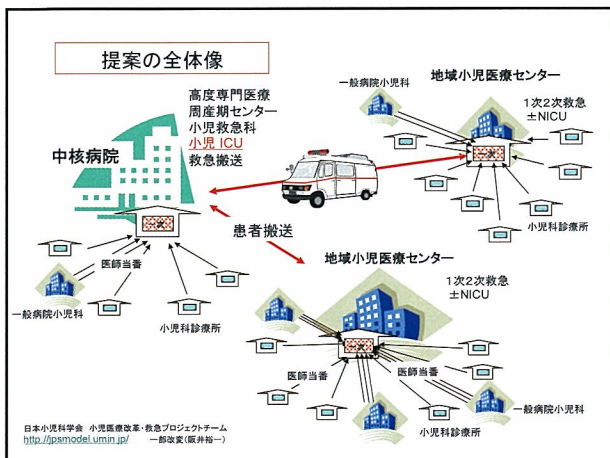 提案の全体像
高度専門医療
周産期センター
小児救急科
小児 ICU
救急搬送
中核病院
医師当番
一般病院小児科
小児科診療所
患者搬送
地域小児医療センター
一般病院小児科
1次2次救急
±NICU
小児科診療所
地域小児医療センター
1次2次救急
±NICU
医師当番
医師当番
一般病院小児科
小児科診療所
日本小児科学会 小児医療改革・救急プロジェクトチーム
http://jpsmodel.umin.jp/ 一部改変(阪井裕一)